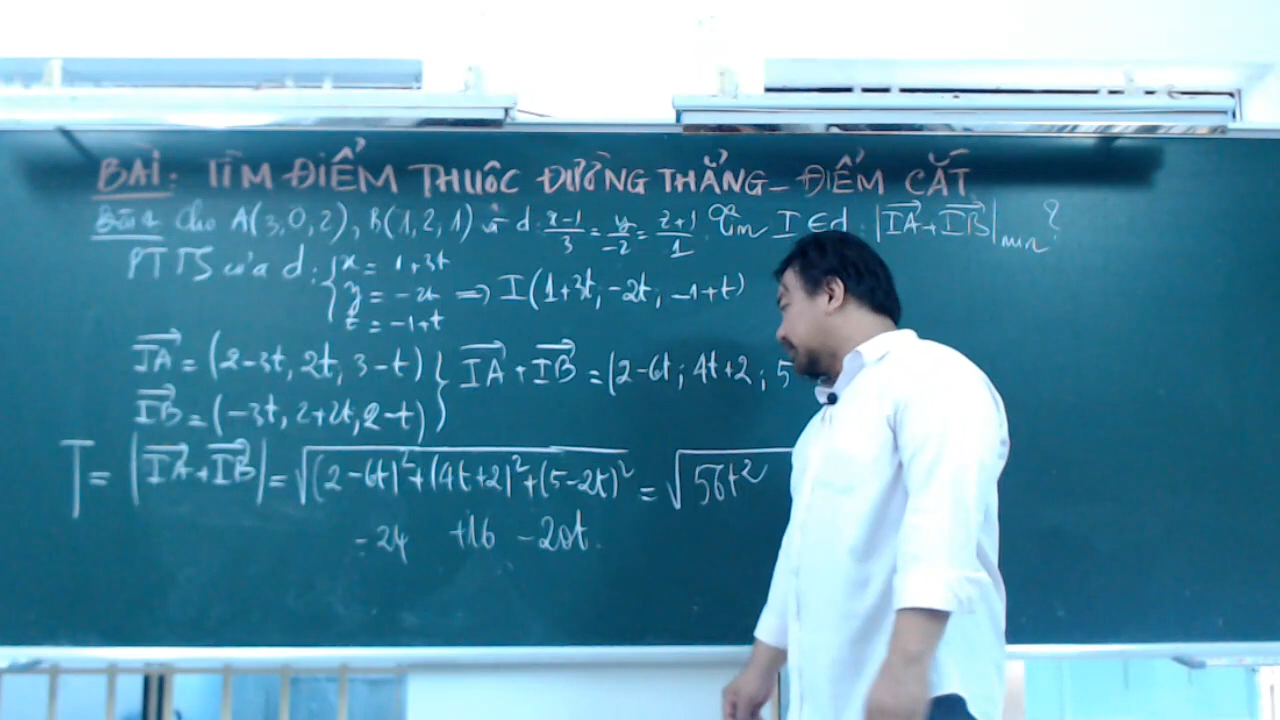 BÀI: TÌM ĐIỂM THUỘC ĐƯỜNG THẲNG - ĐIỂM CẮT
Cho A(3,0,2), B(1,2,1) và d: x-1/3 = y/-2 = z+1/1. Tìm I ∈ d: |IA+IB| min?
PTTS của d: { x = 1+3t
y = -2t => I(1+3t, -2t, -1+t)
z = -1+t
IA = (2-3t, 2t, 3-t) } IA + IB = (2-6t; 4t+2; 5
IB = (-3t, 2+2t, 2-t)
T = |IA+IB| = √(2-6t)²+(4t+2)²+(5-2t)² = √56t²
-24 +16 -20t